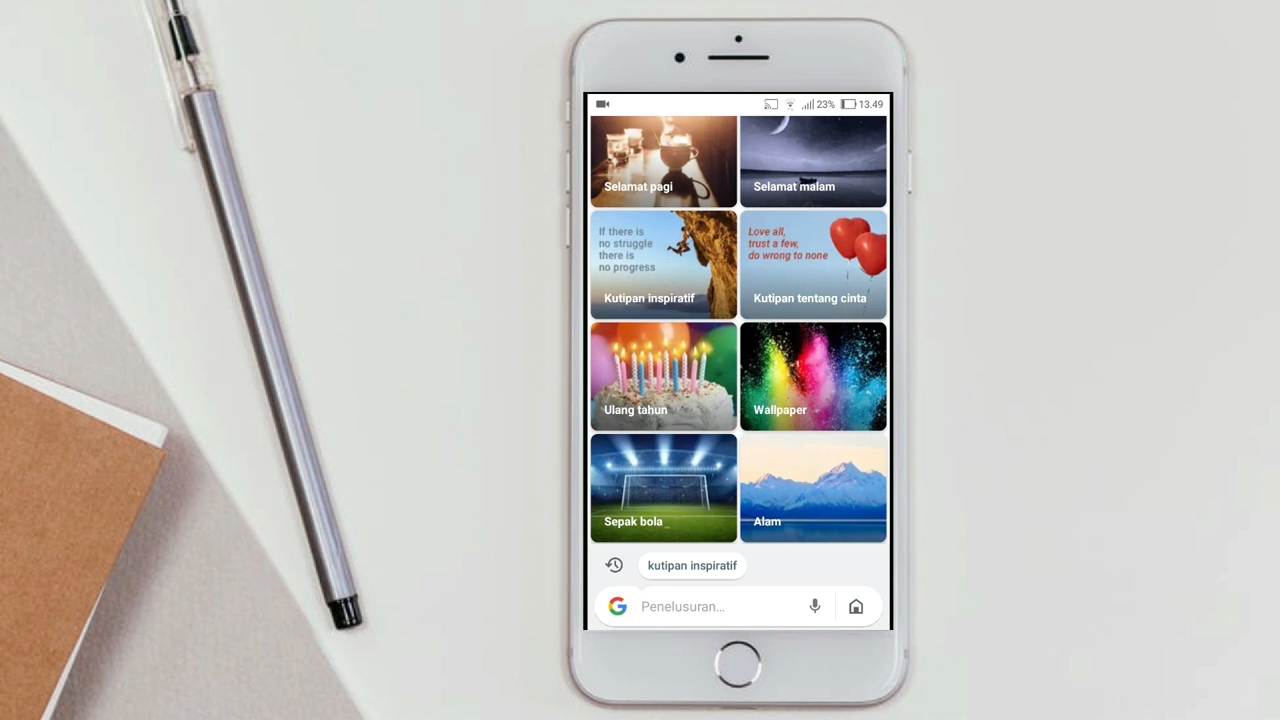 23% 13.49
Selamat pagi
Selamat malam
If there is
no struggle
there is
no progress
Kutipan inspiratif
Love all,
trust a few,
do wrong to none
Kutipan tentang cinta
Ulang tahun
Wallpaper
Sepak bola
Alam
kutipan inspiratif
G
Penelusuran...